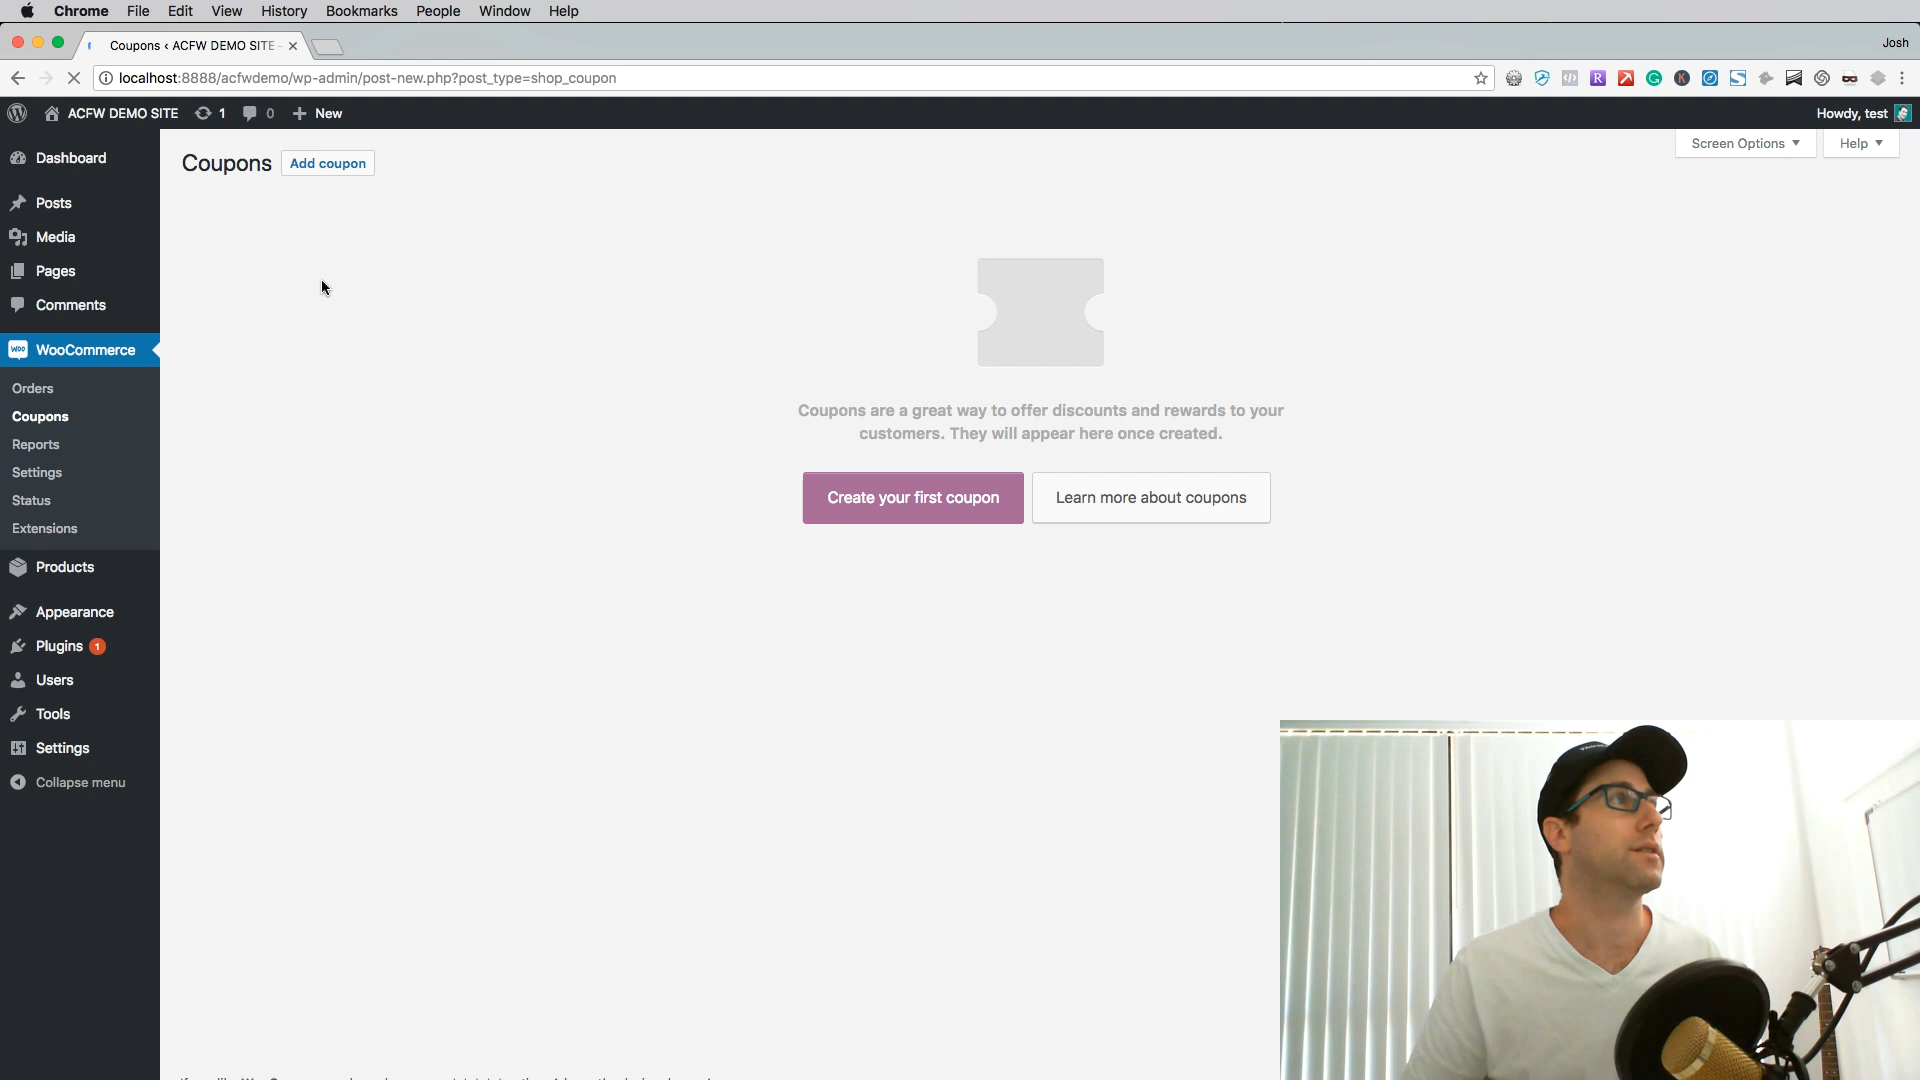 Chrome File Edit View History Bookmarks People Window Help
Coupons ‹ ACFW DEMO SITE
Josh
localhost:8888/acfwdemo/wp-admin/post-new.php?post_type=shop_coupon
ACFW DEMO SITE 1 0 New
Howdy, test
Screen Options
Help
Coupons Add coupon
Dashboard
Posts
Media
Pages
Comments
WooCommerce
Orders
Coupons
Reports
Settings
Status
Extensions
Products
Appearance
Plugins 1
Users
Tools
Settings
Collapse menu
Coupons are a great way to offer discounts and rewards to your
customers. They will appear here once created.
Create your first coupon
Learn more about coupons